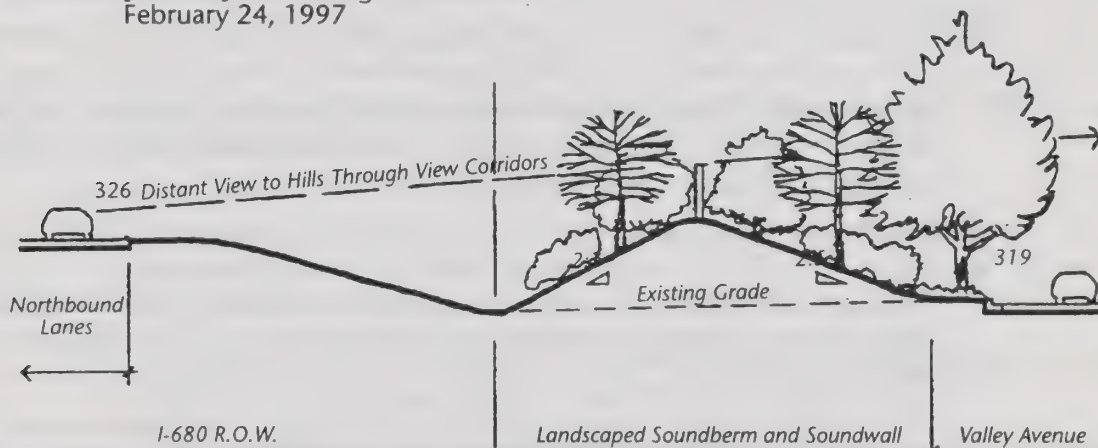 February 24, 1997
326 Distant View to Hills Through View Corridors
319
Existing Grade
Northbound
Lanes
I-680 R.O.W.
Landscaped Soundberm and Soundwall
Valley Avenue